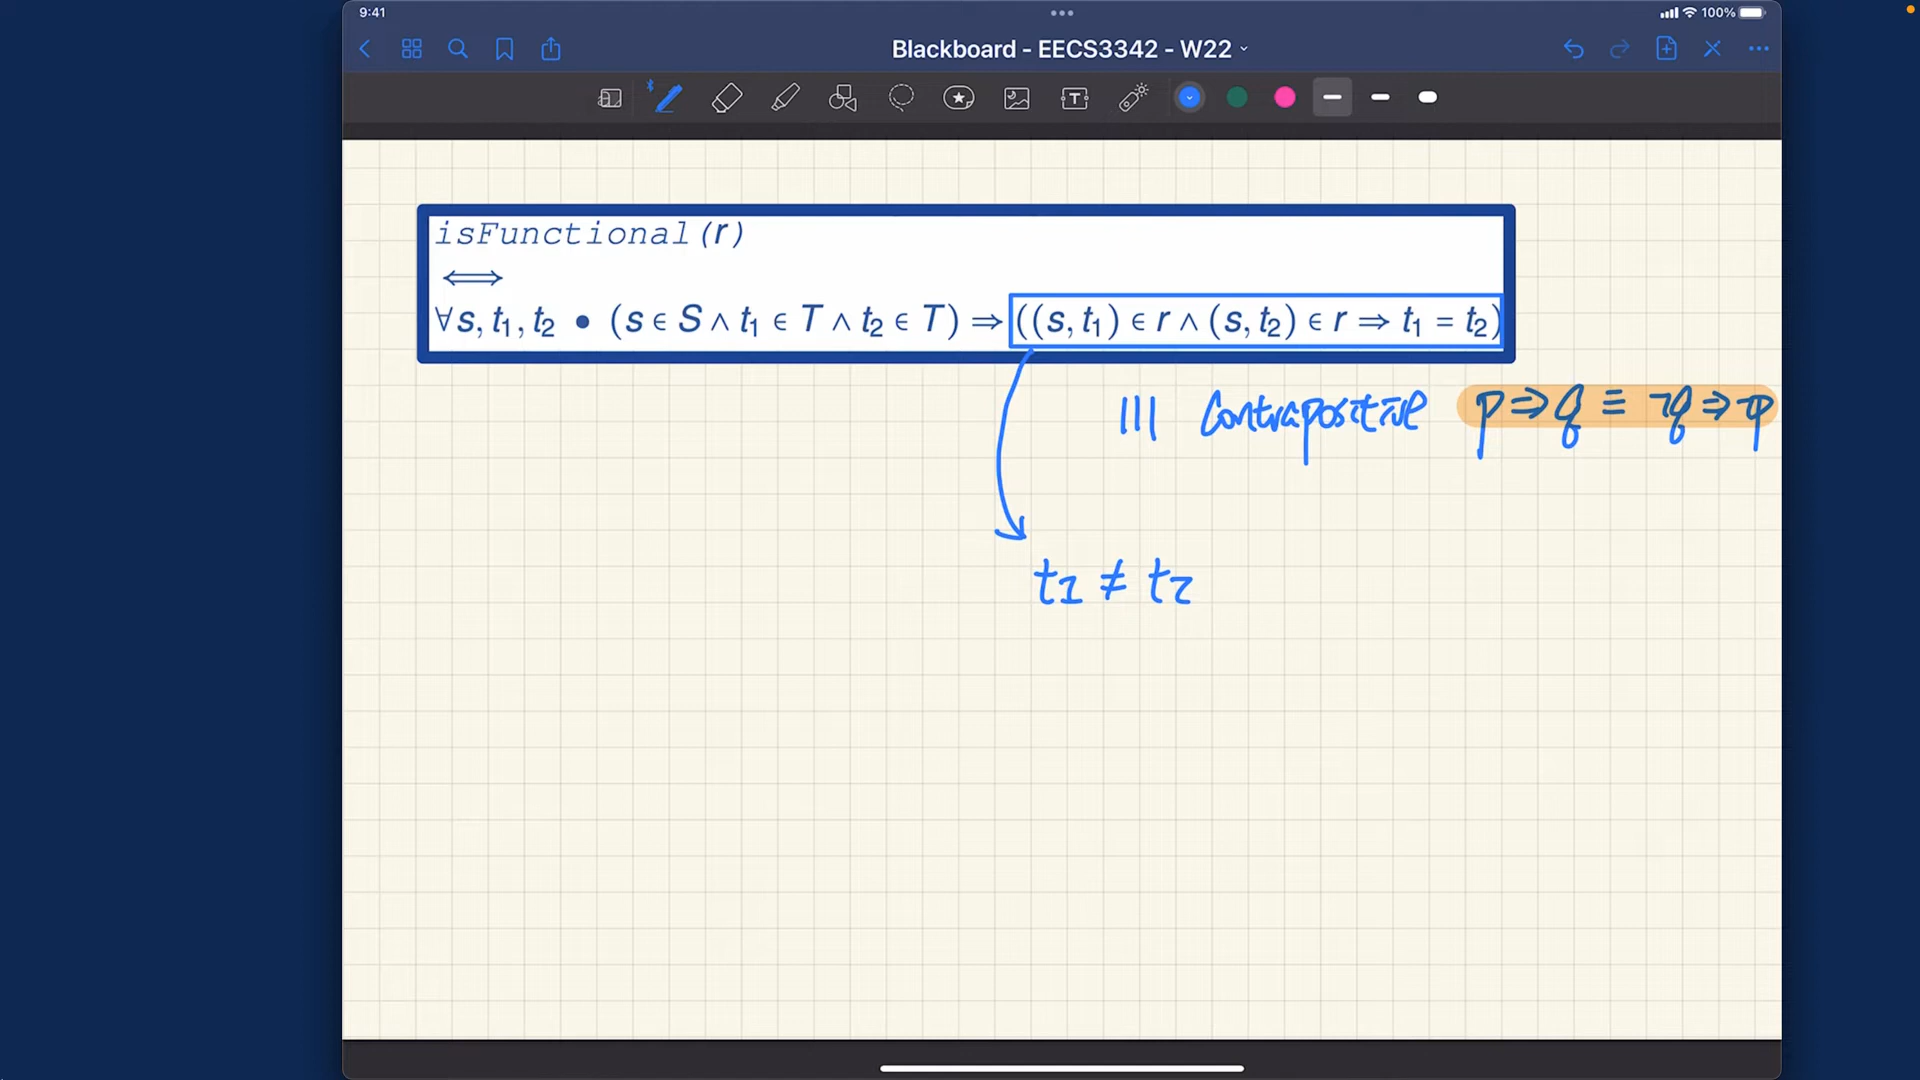 9:41
100%
Blackboard - EECS3342 - W22
isFunctional(r)
⟺
∀s, t₁, t₂ • (s ∈ S ∧ t₁ ∈ T ∧ t₂ ∈ T) ⇒ ((s, t₁) ∈ r ∧ (s, t₂) ∈ r ⇒ t₁ = t₂)
||| Contrapositive p ⇒ q ≡ ¬q ⇒ ¬p
t₁ ≠ t₂